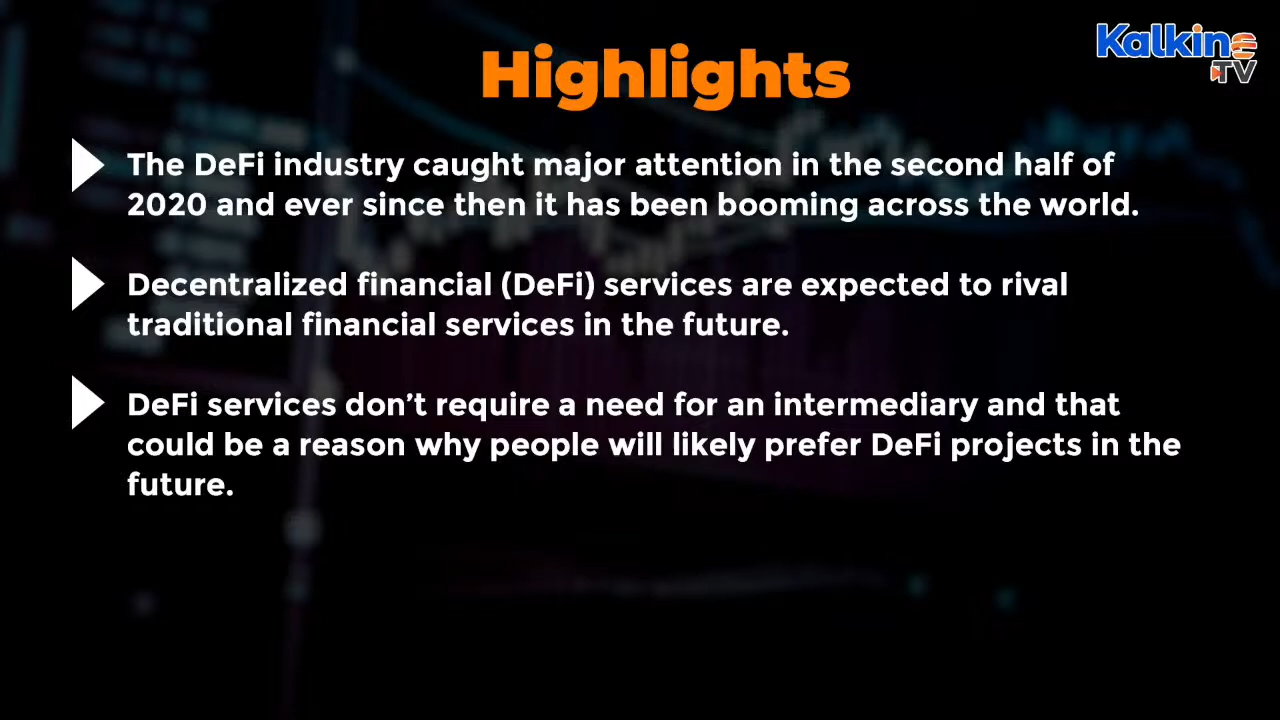 Kalkine
TV
Highlights
The DeFi industry caught major attention in the second half of
2020 and ever since then it has been booming across the world.
Decentralized financial (DeFi) services are expected to rival
traditional financial services in the future.
DeFi services don’t require a need for an intermediary and that
could be a reason why people will likely prefer DeFi projects in the
future.